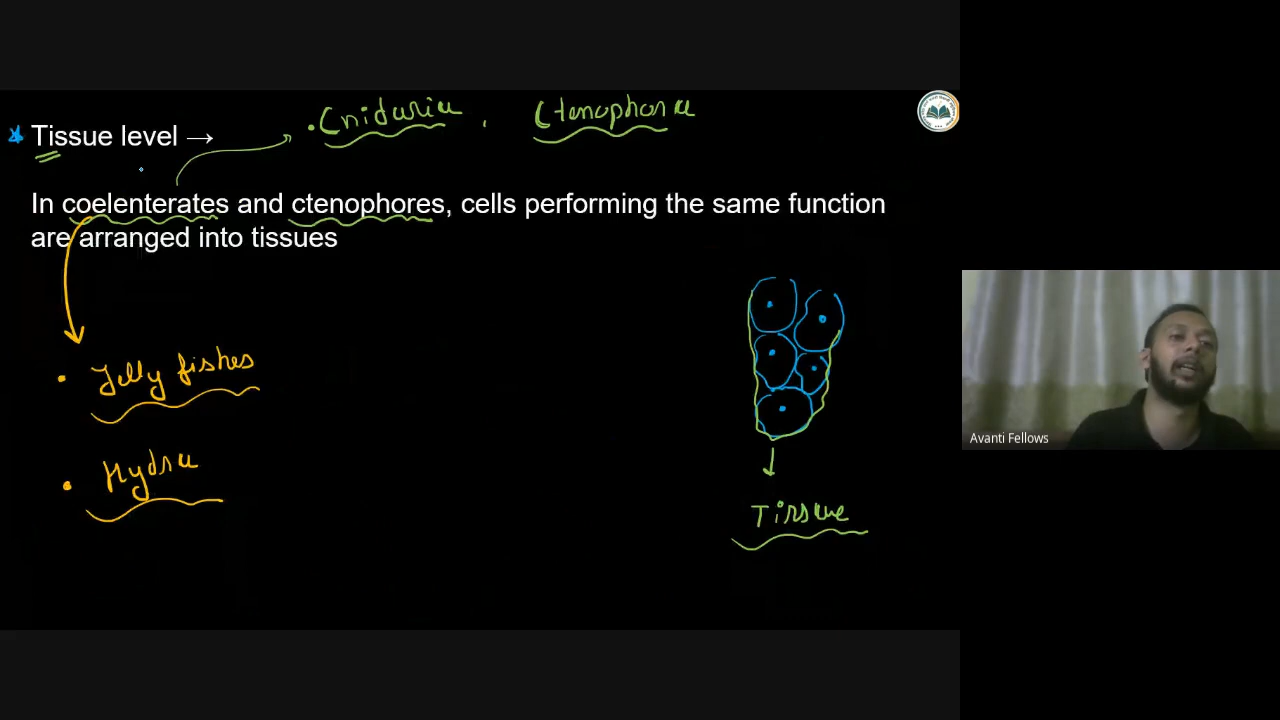 Cnidaria, Ctenophora
Tissue level →
In coelenterates and ctenophores, cells performing the same function
are arranged into tissues
Jelly fishes
Hydra
Tissue
Avanti Fellows